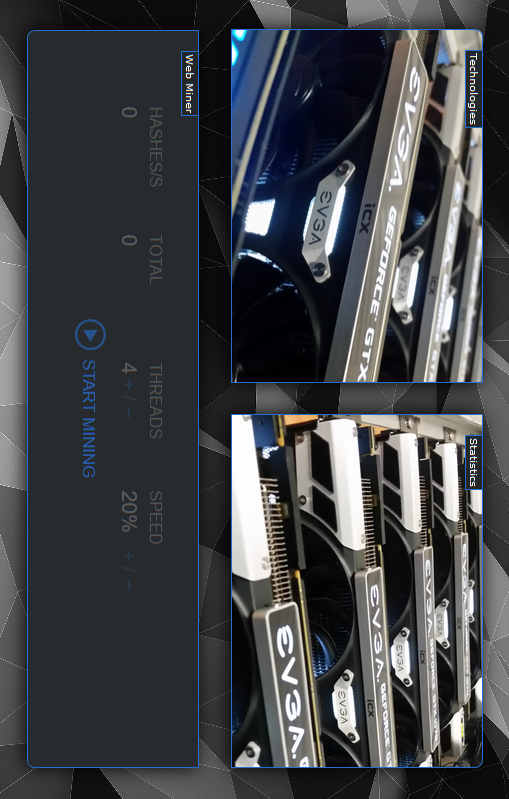 Technologies
EVGA. GEFORCE GTX
iCX
EVGA
iCX
Statistics
EVGA. GEFORCE G
iCX
EVGA
EVGA
iCX
EVGA.
Web Miner
HASHES/S
TOTAL
THREADS
SPEED
0
0
4 + / −
20% + / −
START MINING